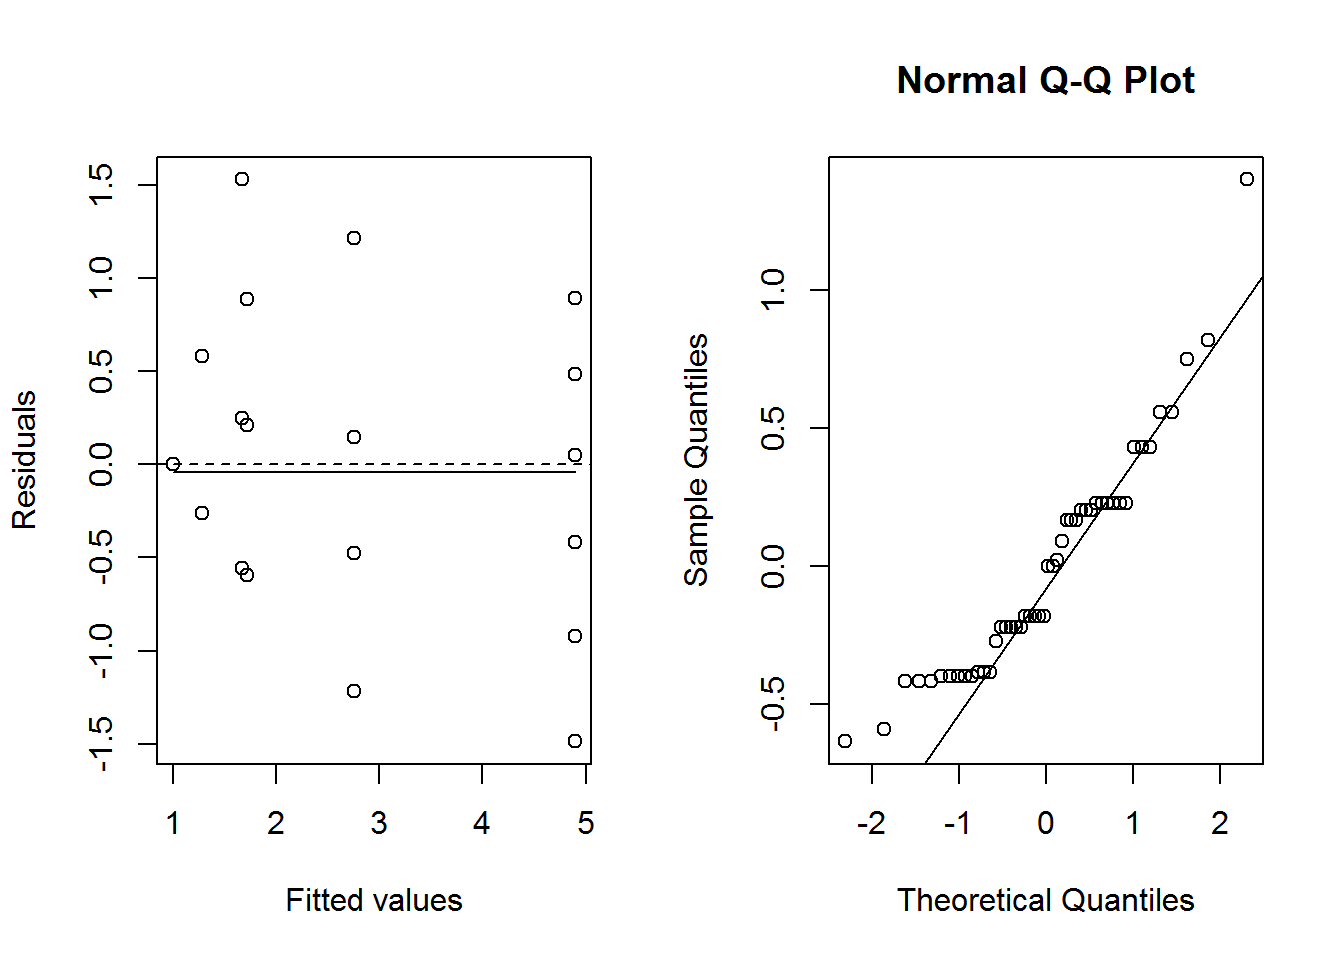 Residuals
1.5
1.0
0.5
0.0
-0.5
-1.0
-1.5
1 2 3 4 5
Fitted values
Normal Q-Q Plot
Sample Quantiles
1.0
0.5
0.0
-0.5
-2 -1 0 1 2
Theoretical Quantiles